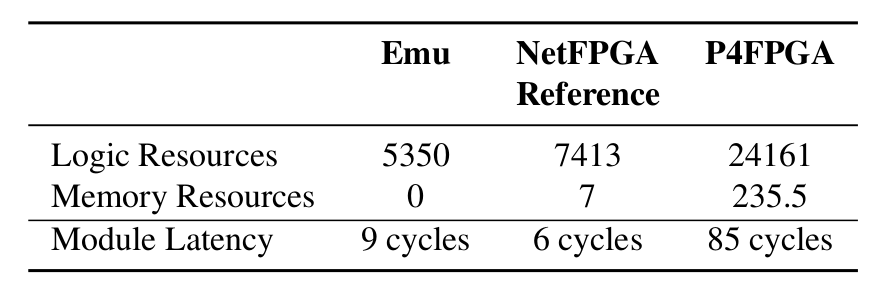 Emu NetFPGA P4FPGA
Reference
Logic Resources 5350 7413 24161
Memory Resources 0 7 235.5
Module Latency 9 cycles 6 cycles 85 cycles